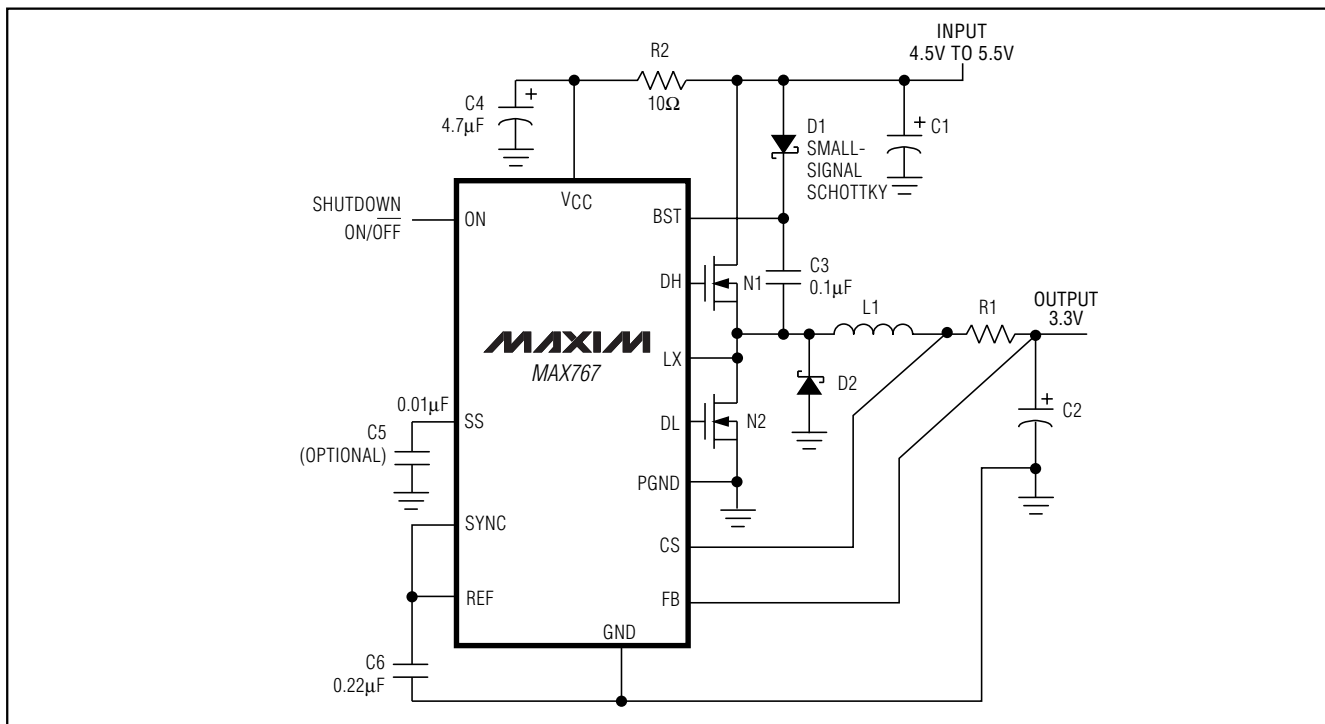 INPUT
4.5V TO 5.5V
R2
10Ω
C4
4.7μF
+
D1
SMALL-
SIGNAL
SCHOTTKY
+
C1
SHUTDOWN
ON/OFF
ON
VCC
BST
DH
N1
C3
0.1μF
L1
R1
OUTPUT
3.3V
MAXIM
MAX767
LX
D2
+
C2
DL
N2
0.01μF
SS
C5
(OPTIONAL)
PGND
SYNC
CS
REF
FB
GND
C6
0.22μF